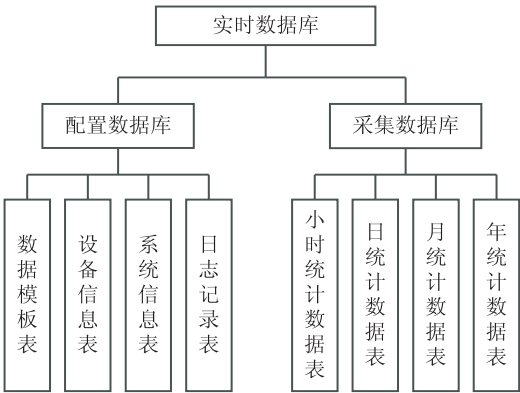 实时数据库
配置数据库
采集数据库
数据模板表
设备信息表
系统信息表
日志记录表
小时统计数据表
日统计数据表
月统计数据表
年统计数据表